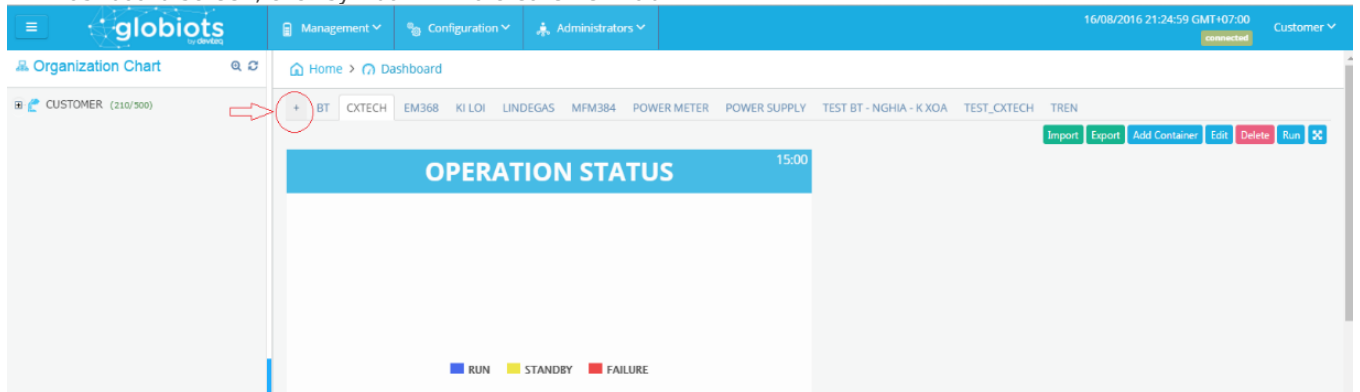 globiots
by deviteq
Management
Configuration
Administrators
16/08/2016 21:24:59 GMT+07:00
connected
Customer
Organization Chart
Home > Dashboard
CUSTOMER (210/500)
+ BT CXTECH EM368 KI LOI LINDEGAS MFM384 POWER METER POWER SUPPLY TEST BT - NGHIA - K XOA TEST_CXTECH TREN
Import Export Add Container Edit Delete Run
OPERATION STATUS
15:00
RUN STANDBY FAILURE